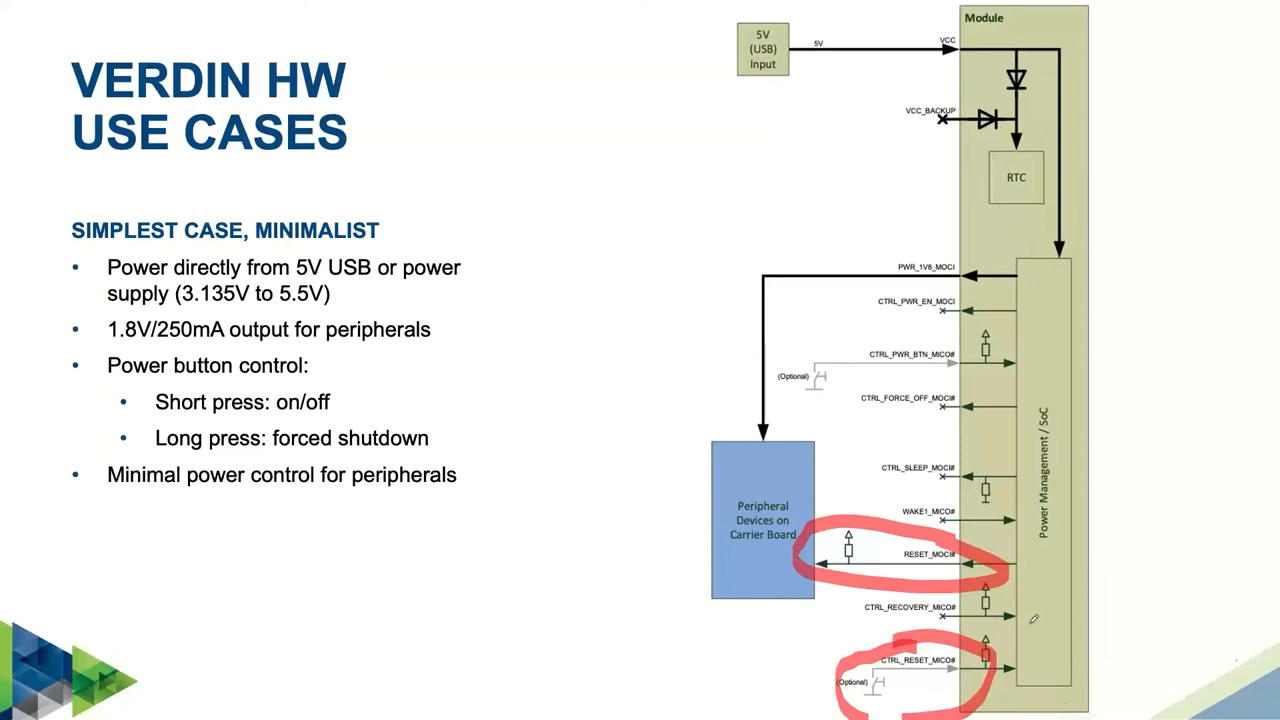 VERDIN HW
USE CASES
SIMPLEST CASE, MINIMALIST
• Power directly from 5V USB or power
supply (3.135V to 5.5V)
• 1.8V/250mA output for peripherals
• Power button control:
• Short press: on/off
• Long press: forced shutdown
• Minimal power control for peripherals
Module
5V
(USB)
Input
5V
VCC
VCC_BACKUP
RTC
PWR_1V8_MOCI
CTRL_PWR_EN_MOCI
CTRL_PWR_BTN_MICO#
(Optional)
CTRL_FORCE_OFF_MOCI#
CTRL_SLEEP_MOCI#
WAKE1_MICO#
Peripheral
Devices on
Carrier Board
RESET_MOCI#
CTRL_RECOVERY_MICO#
CTRL_RESET_MICO#
(Optional)
Power Management / SoC